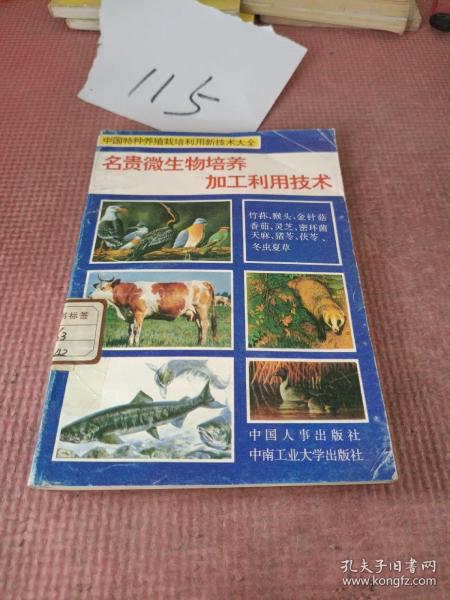 115
中国特种养殖栽培利用新技术大全
名贵微生物培养
加工利用技术
竹荪、猴头、金针菇
香菇、灵芝、密环菌
天麻、猪苓、茯苓、
冬虫夏草
书标签
中国人事出版社
中南工业大学出版社
孔夫子旧书网
www.kongfz.com